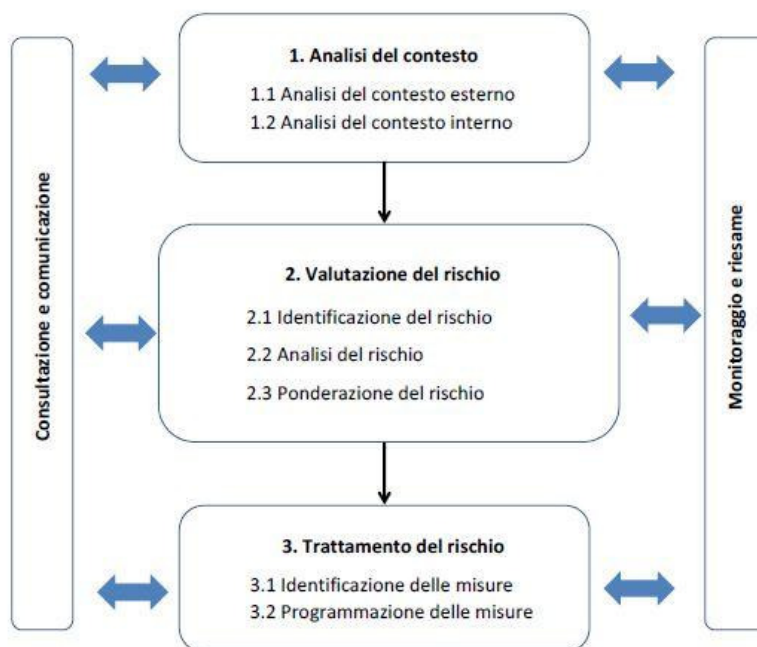 Consultazione e comunicazione
1. Analisi del contesto
1.1 Analisi del contesto esterno
1.2 Analisi del contesto interno
2. Valutazione del rischio
2.1 Identificazione del rischio
2.2 Analisi del rischio
2.3 Ponderazione del rischio
3. Trattamento del rischio
3.1 Identificazione delle misure
3.2 Programmazione delle misure
Monitoraggio e riesame